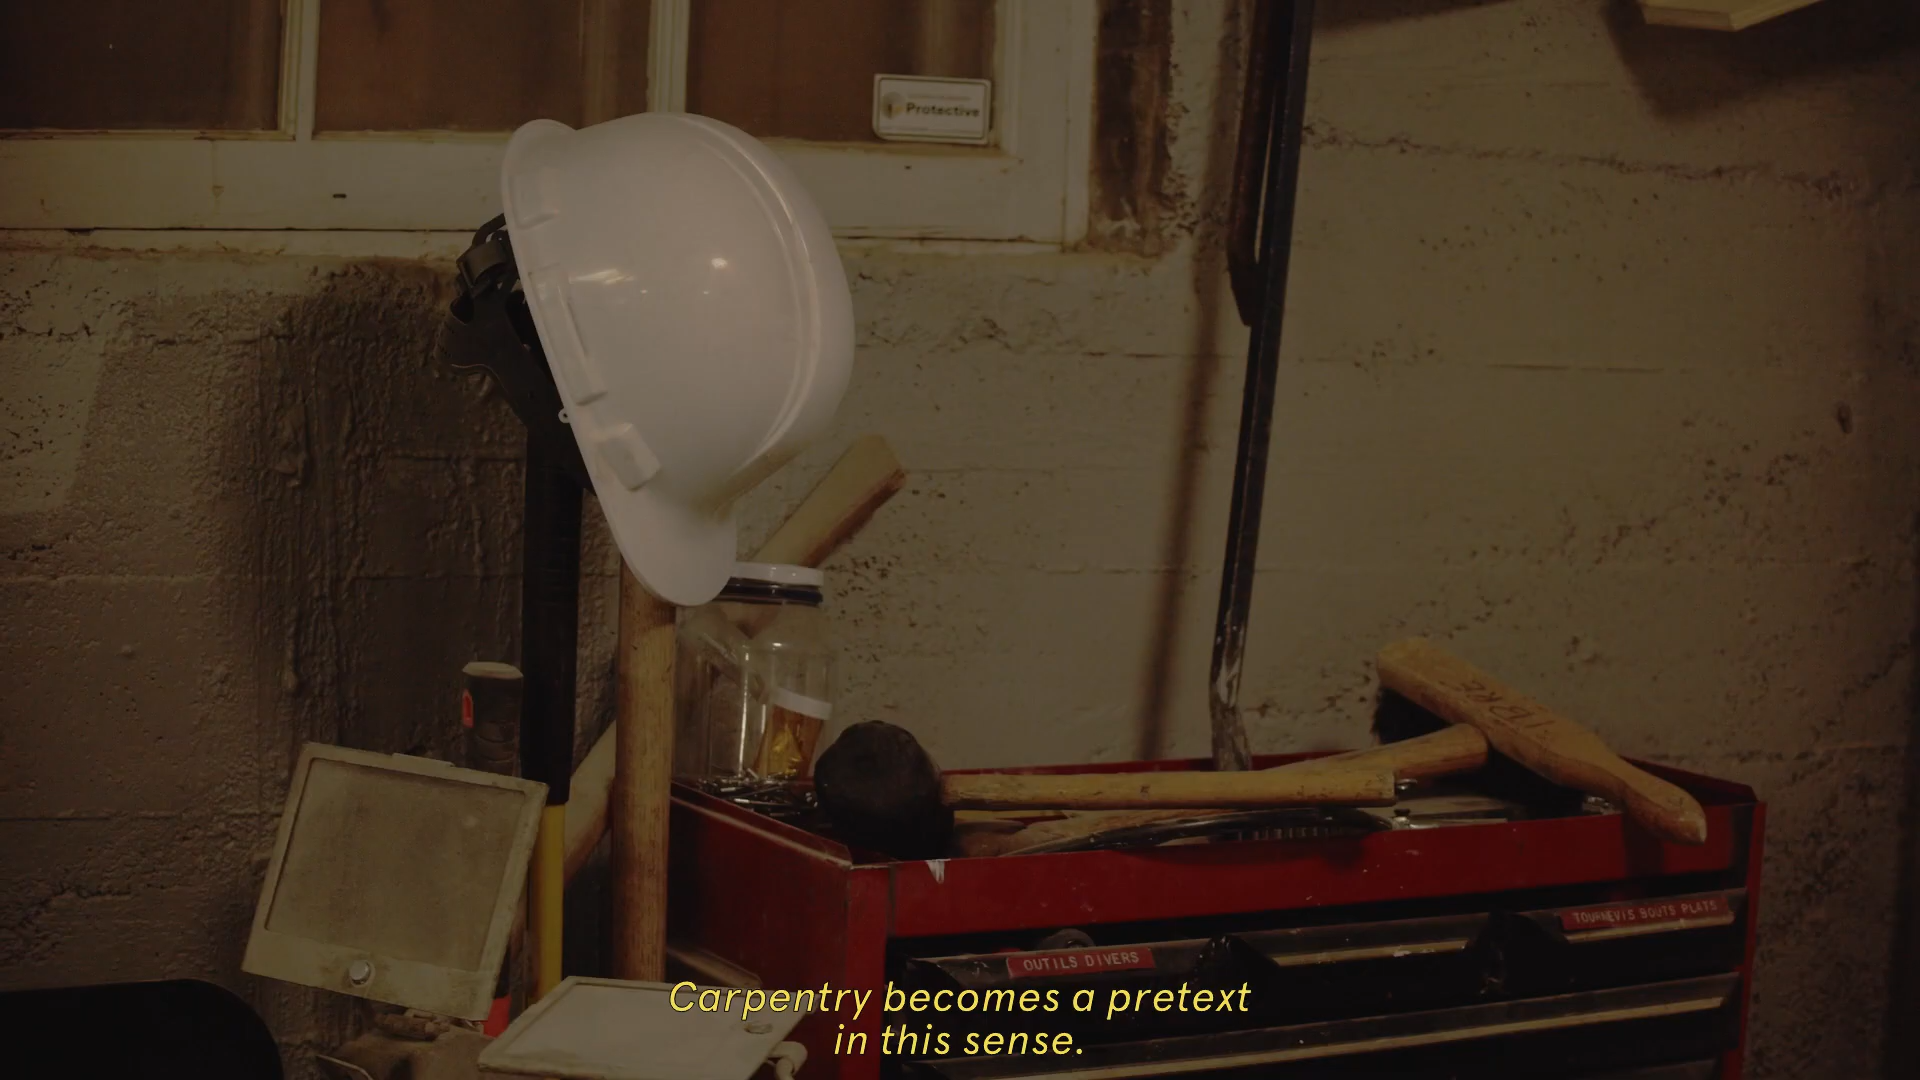 Protective
TOURNEVIS BOUTS PLATS
OUTILS DIVERS
Carpentry becomes a pretext
in this sense.